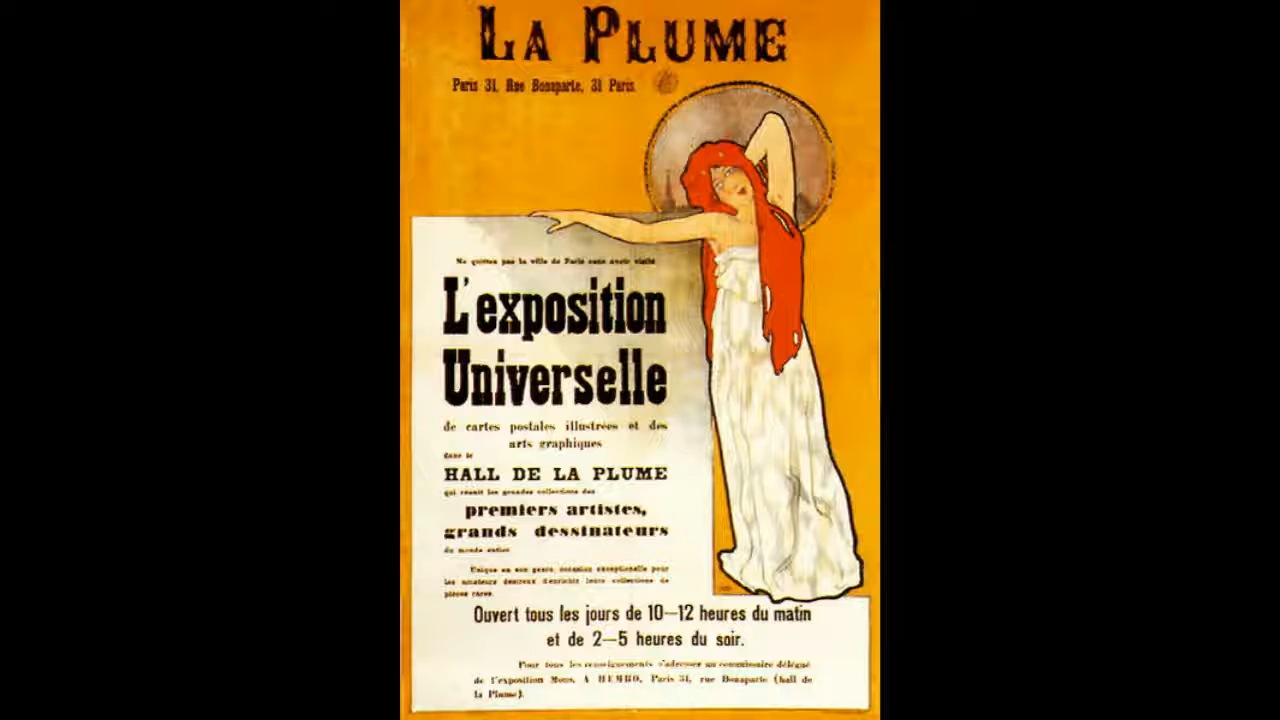 LA PLUME
Paris 31, Rue Bonaparte, 31 Paris.
Ne quittez pas la ville de Paris sans avoir visité
L'exposition
Universelle
de cartes postales illustrées et des
arts graphiques
dans le
HALL DE LA PLUME
qui réunit les grandes collections des
premiers artistes,
grands dessinateurs
du monde entier
Unique en son genre, occasion exceptionelle pour
les amateurs désireux d'enrichir leurs collections de
pièces rares.
Ouvert tous les jours de 10—12 heures du matin
et de 2—5 heures du soir.
Pour tous les renseignements s'adresser au commissaire délégué
de l'exposition Mons. A HEMBO, Paris 31, rue Bonaparte (hall de
la Plume).